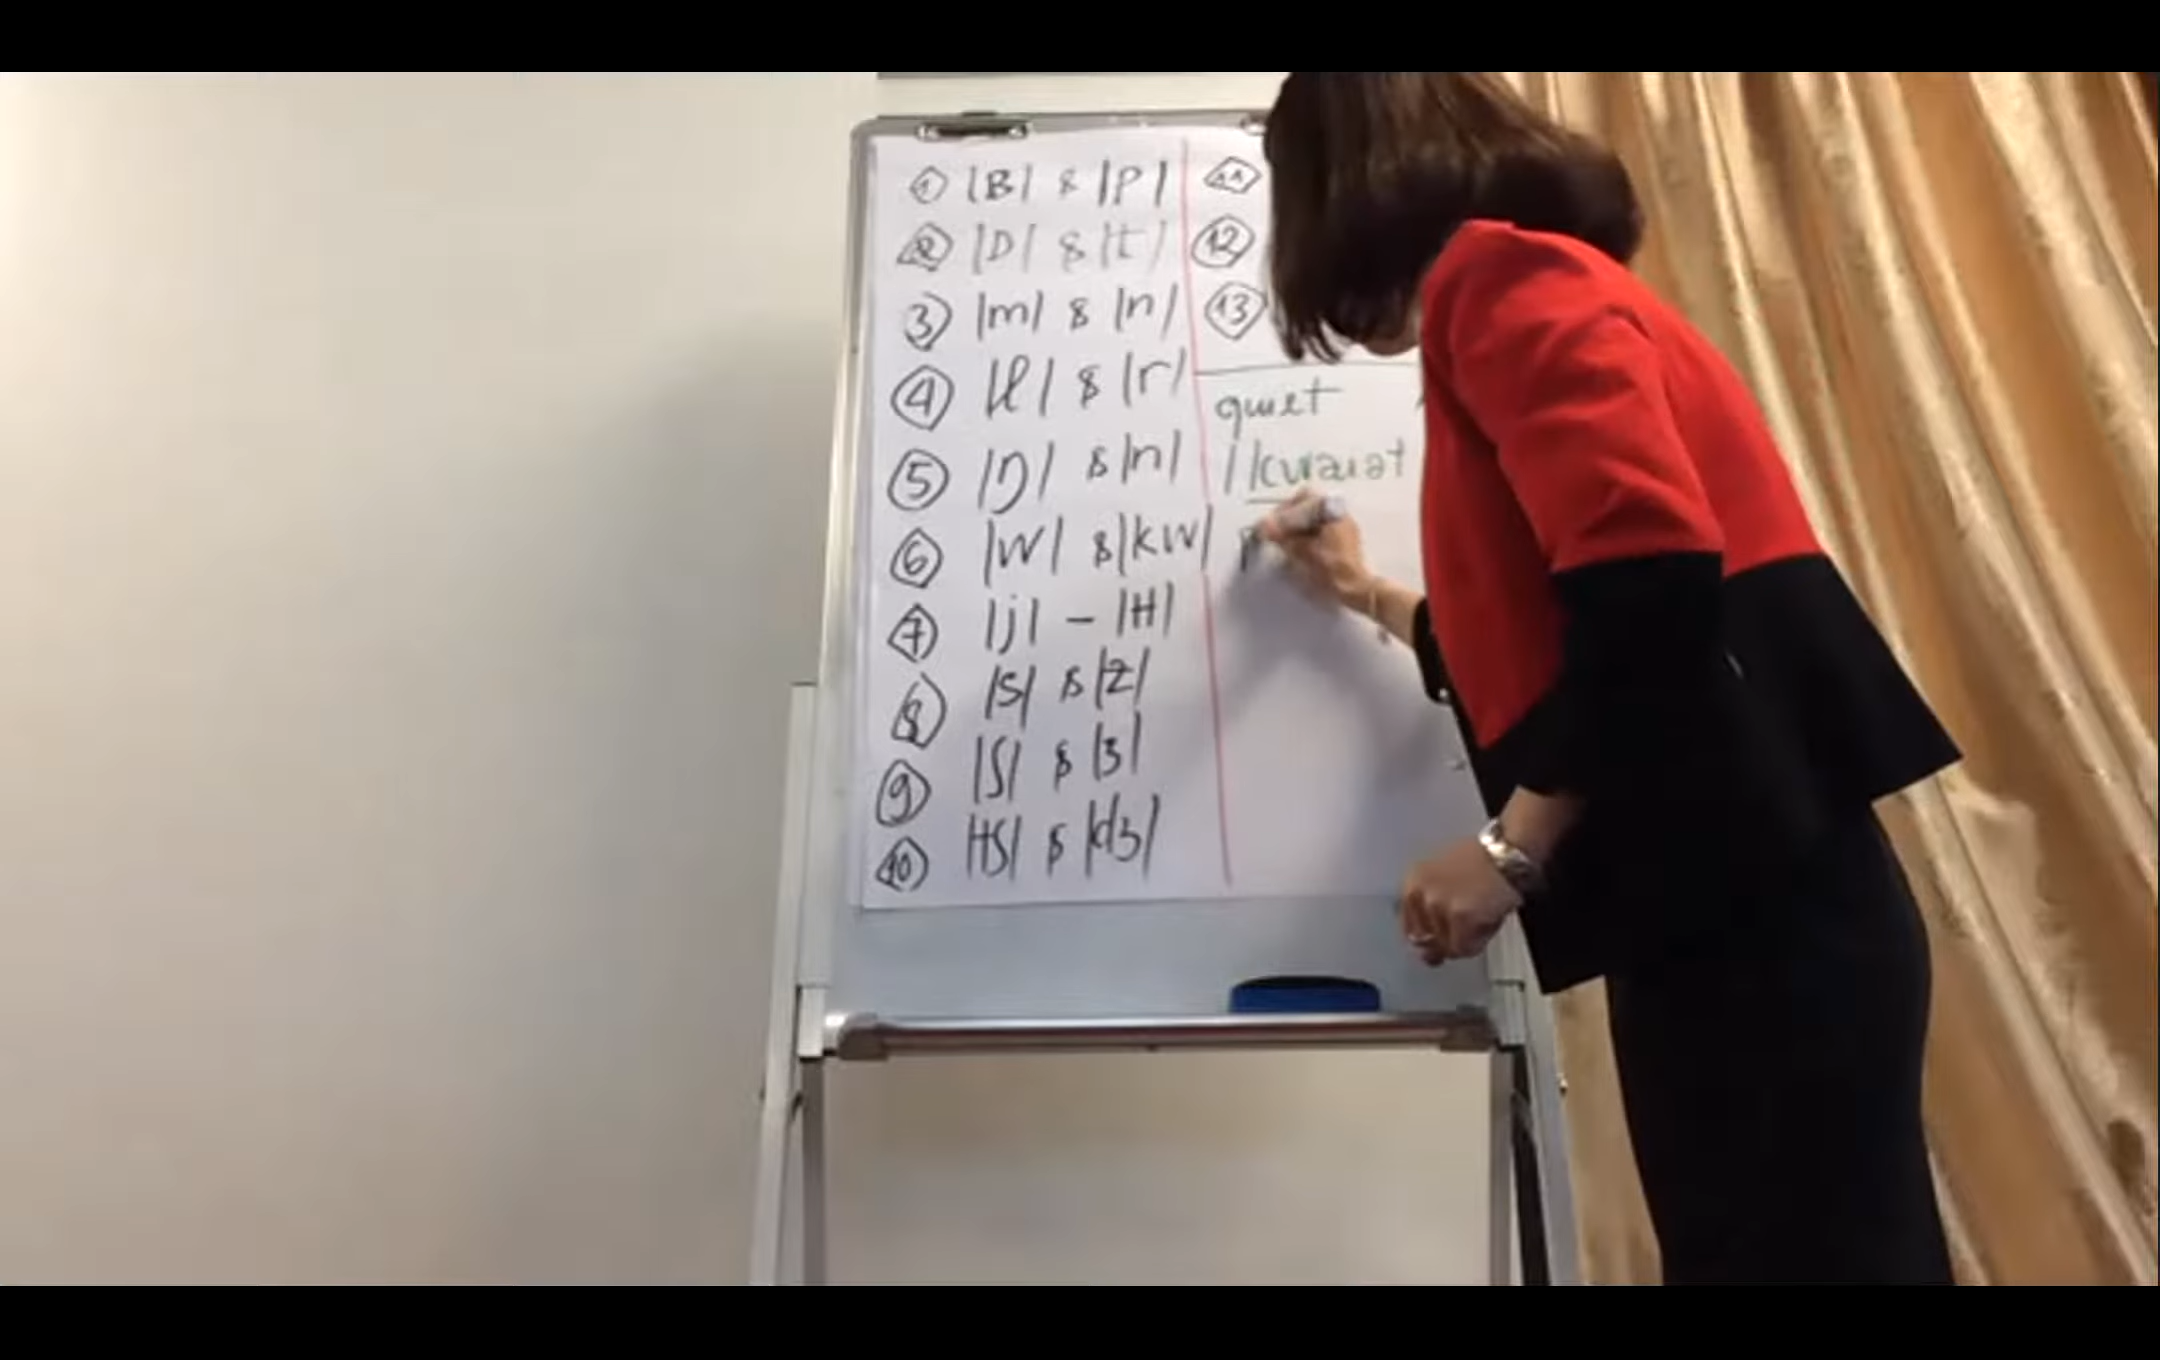 1 |B| & |P|
2 |D| & |t|
3 |m| & |n|
4 |l| & |r|
5 |ŋ| & |n|
6 |w| & |kw|
7 |j| – |H|
8 |s| & |z|
9 |ʃ| & |ʒ|
10 |tʃ| & |dʒ|
11
12
13
quiet
|kwaɪət